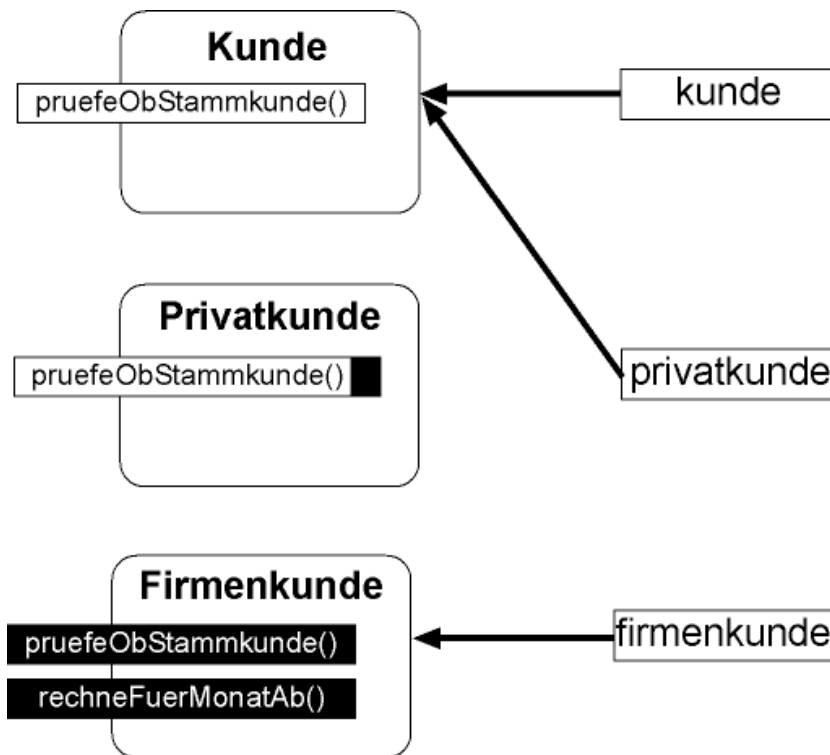 Kunde
pruefeObStammkunde()
kunde
Privatkunde
pruefeObStammkunde()
privatkunde
Firmenkunde
pruefeObStammkunde()
rechneFuerMonatAb()
firmenkunde